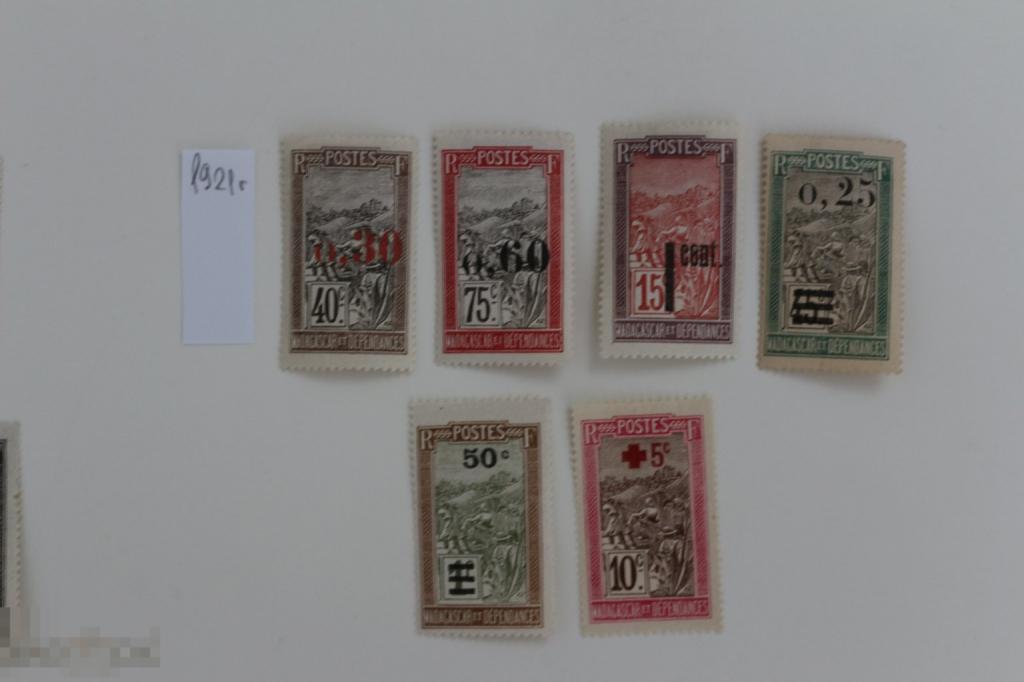 1921г
R POSTES F
0,30
40c
MADAGASCAR ET DÉPENDANCES
R POSTES F
0,60
75c
MADAGASCAR ET DÉPENDANCES
R POSTES F
1 cent.
15
MADAGASCAR ET DÉPENDANCES
R POSTES F
0,25
MADAGASCAR ET DÉPENDANCES
R POSTES F
50c
1
MADAGASCAR ET DÉPENDANCES
R POSTES F
5c
10c
MADAGASCAR ET DÉPENDANCES